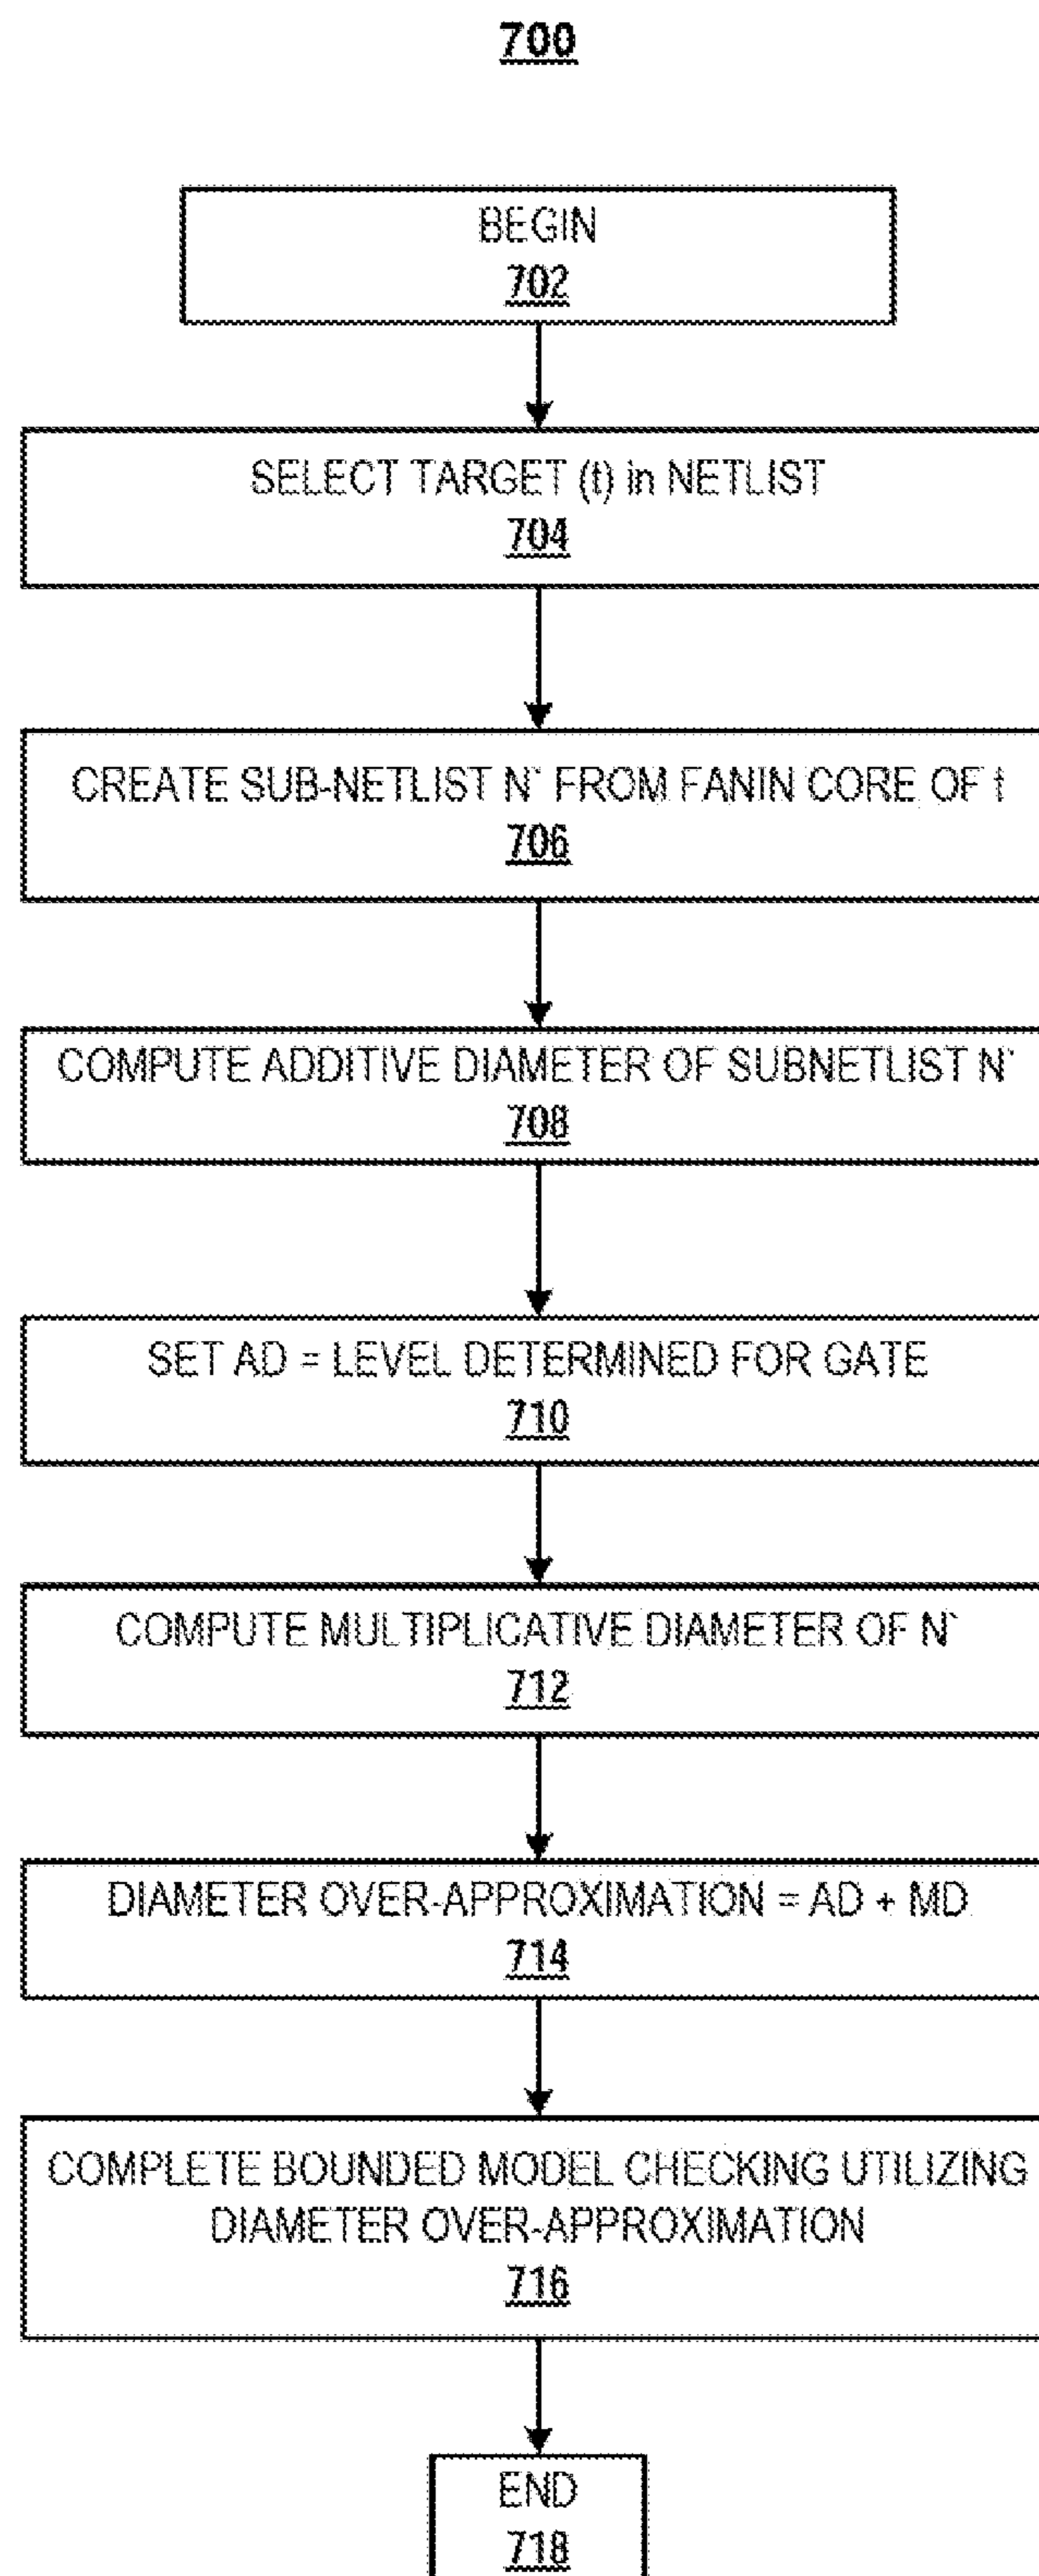 700
BEGIN
702
SELECT TARGET (t) in NETLIST
704
CREATE SUB-NETLIST N` FROM FANIN CORE OF t
706
COMPUTE ADDITIVE DIAMETER OF SUBNETLIST N`
708
SET AD = LEVEL DETERMINED FOR GATE
710
COMPUTE MULTIPLICATIVE DIAMETER OF N`
712
DIAMETER OVER-APPROXIMATION = AD + MD
714
COMPLETE BOUNDED MODEL CHECKING UTILIZING
DIAMETER OVER-APPROXIMATION
716
END
718